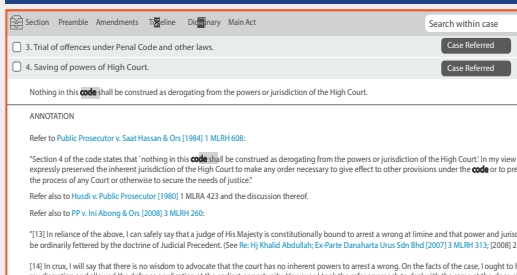 Section Preamble Amendments Timeline Dictionary Main Act Search within case
3. Trial of offences under Penal Code and other laws. Case Referred
4. Saving of powers of High Court. Case Referred
Nothing in this code shall be construed as derogating from the powers or jurisdiction of the High Court.
ANNOTATION
Refer to Public Prosecutor v. Saat Hassan & Ors [1984] 1 MLRH 608:
"Section 4 of the code states that `nothing in this code shall be construed as derogating from the powers or jurisdiction of the High Court.' In my view
expressly preserved the inherent jurisdiction of the High Court to make any order necessary to give effect to other provisions under the code or to pre
the process of any Court or otherwise to secure the needs of justice."
Refer also to Husdi v. Public Prosecutor [1980] 1 MLRA 423 and the discussion thereof.
Refer also to PP v. Ini Abong & Ors [2008] 3 MLRH 260:
"[13] In reliance of the above, I can safely say that a judge of His Majesty is constitutionally bound to arrest a wrong at limine and that power and jurisc
be ordinarily fettered by the doctrine of Judicial Precedent. (See Re: Hj Khalid Abdullah; Ex-Parte Danaharta Urus Sdn Bhd [2007] 3 MLRH 313; [2008] 2
[14] In crux, I will say that there is no wisdom to advocate that the court has no inherent powers to arrest a wrong. On the facts of the case, I ought to h